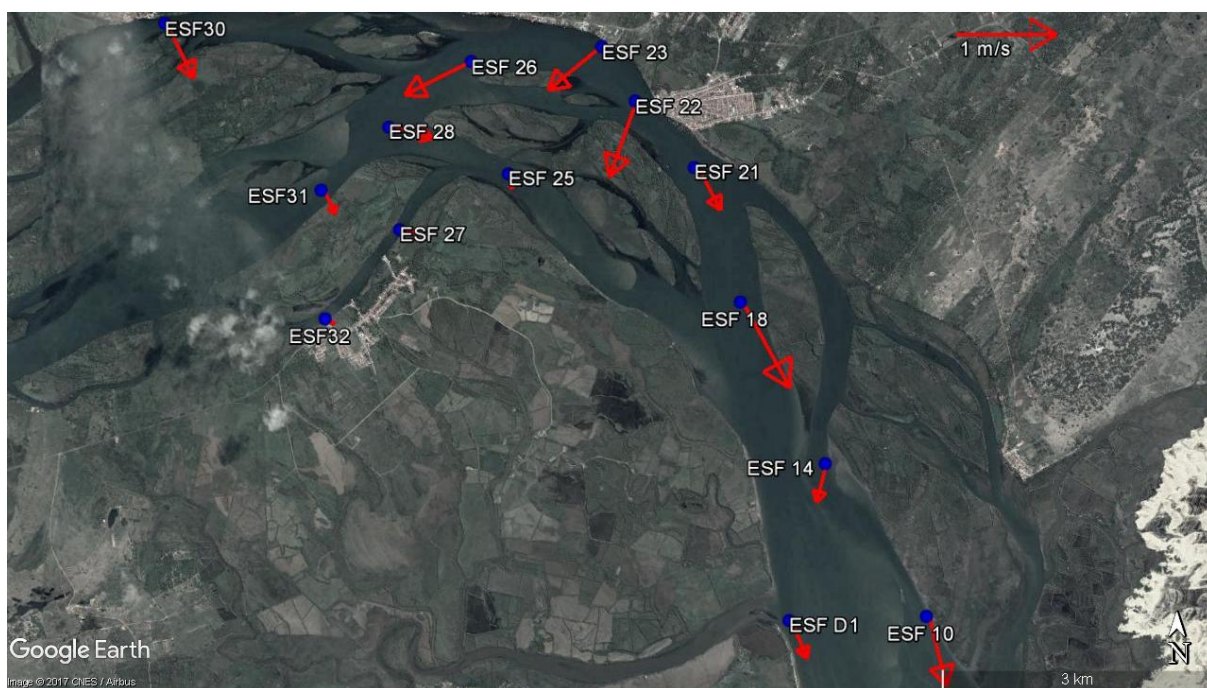 ESF30
ESF 23
1 m/s
ESF 26
ESF 22
ESF 28
ESF 21
ESF 25
ESF31
ESF 27
ESF 18
ESF32
ESF 14
ESF D1
ESF 10
Google Earth
N
3 km
Image © 2017 CNES / Airbus